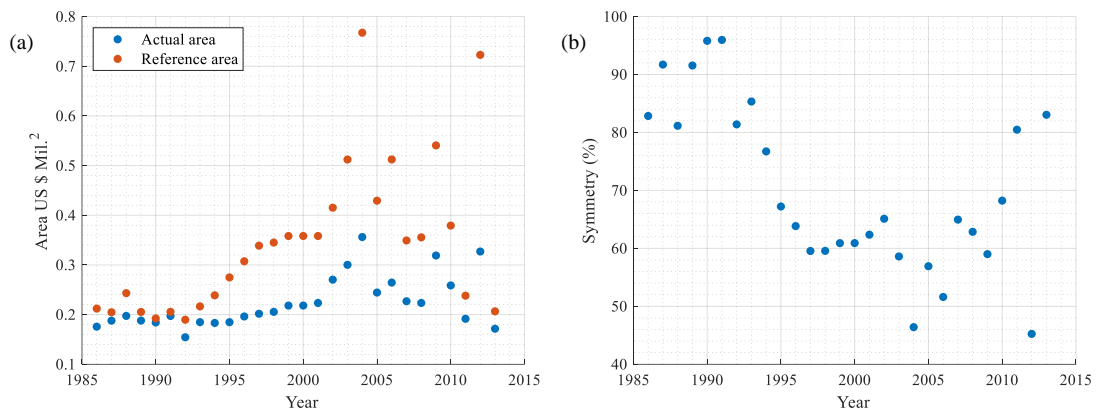 (a)
0.8
0.7
0.6
0.5
0.4
0.3
0.2
0.1
Area US $ Mil.²
Actual area
Reference area
1985 1990 1995 2000 2005 2010 2015
Year
(b)
100
90
80
70
60
50
40
Symmetry (%)
1985 1990 1995 2000 2005 2010 2015
Year